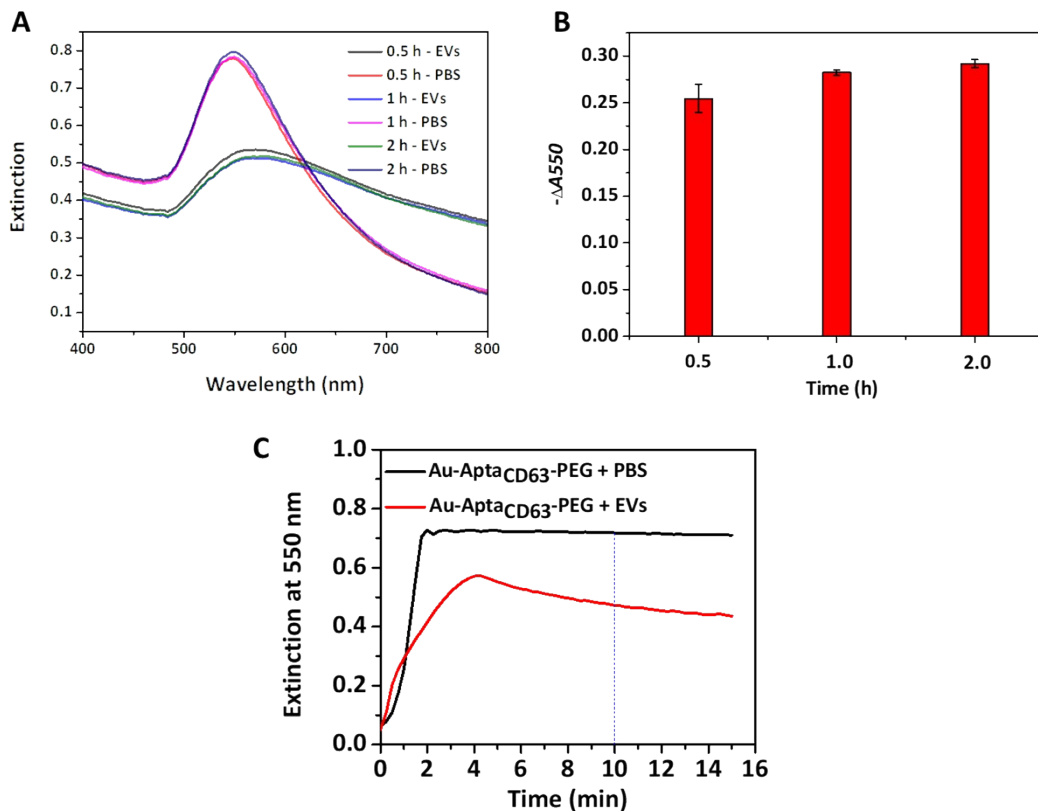 A
0.5 h - EVs
0.5 h - PBS
1 h - EVs
1 h - PBS
2 h - EVs
2 h - PBS
0.8
0.7
0.6
0.5
0.4
0.3
0.2
0.1
Extinction
400 500 600 700 800
Wavelength (nm)
B
0.30
0.25
0.20
0.15
0.10
0.05
0.00
-ΔA550
0.5 1.0 2.0
Time (h)
C
Au-AptaCD63-PEG + PBS
Au-AptaCD63-PEG + EVs
1.0
0.8
0.6
0.4
0.2
0.0
Extinction at 550 nm
0 2 4 6 8 10 12 14 16
Time (min)